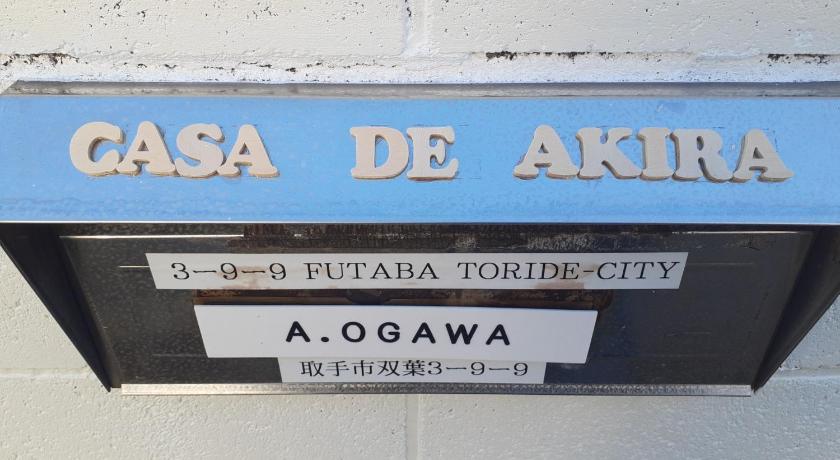 CASA DE AKIRA
3-9-9 FUTABA TORIDE-CITY
A.OGAWA
取手市双葉3-9-9